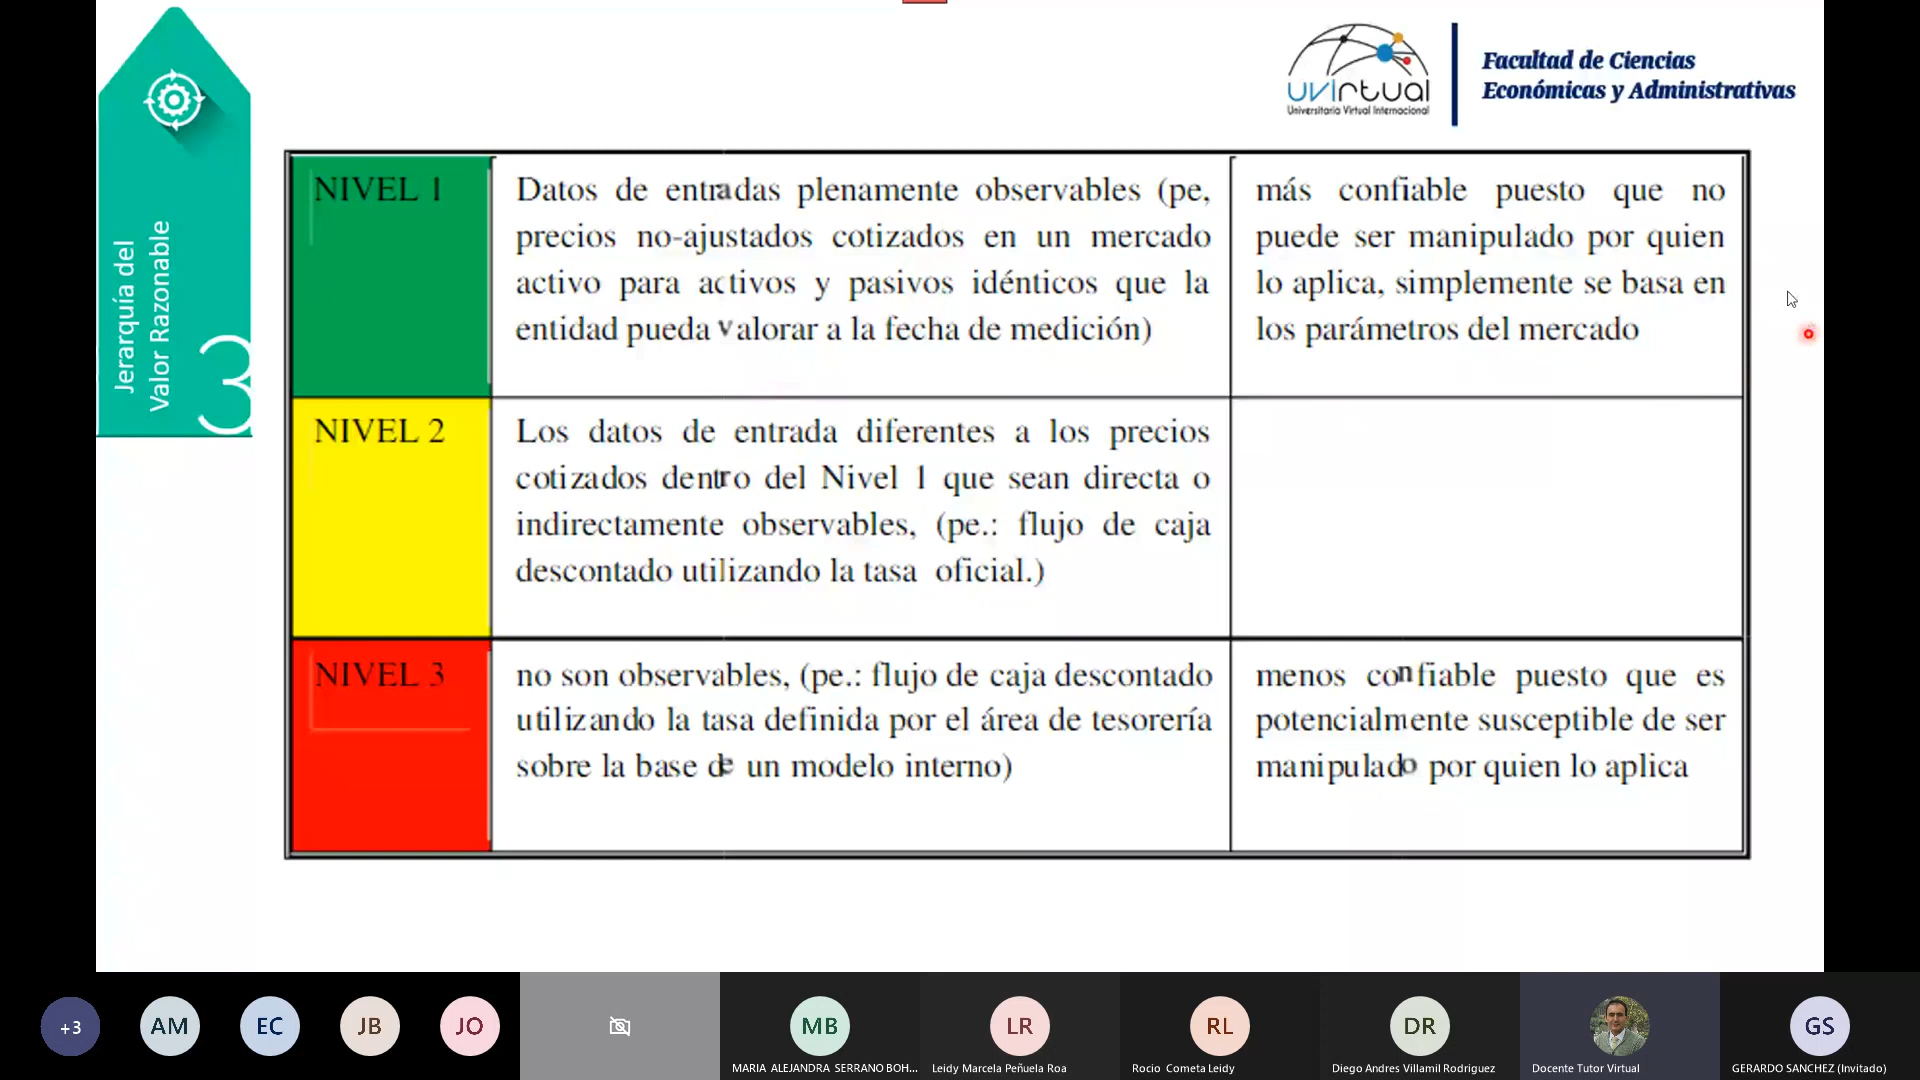 Jerarquía del
Valor Razonable
3
uvirtual
Universitaria Virtual Internacional
Facultad de Ciencias
Económicas y Administrativas
NIVEL 1
Datos de entradas plenamente observables (pe,
precios no-ajustados cotizados en un mercado
activo para activos y pasivos idénticos que la
entidad pueda valorar a la fecha de medición)
más confiable puesto que no
puede ser manipulado por quien
lo aplica, simplemente se basa en
los parámetros del mercado
NIVEL 2
Los datos de entrada diferentes a los precios
cotizados dentro del Nivel 1 que sean directa o
indirectamente observables, (pe.: flujo de caja
descontado utilizando la tasa oficial.)
NIVEL 3
no son observables, (pe.: flujo de caja descontado
utilizando la tasa definida por el área de tesorería
sobre la base de un modelo interno)
menos confiable puesto que es
potencialmente susceptible de ser
manipulado por quien lo aplica
+3
AM
EC
JB
JO
MB
MARIA ALEJANDRA SERRANO BOH...
LR
Leidy Marcela Peñuela Roa
RL
Rocio Cometa Leidy
DR
Diego Andres Villamil Rodriguez
Docente Tutor Virtual
GS
GERARDO SANCHEZ (Invitado)